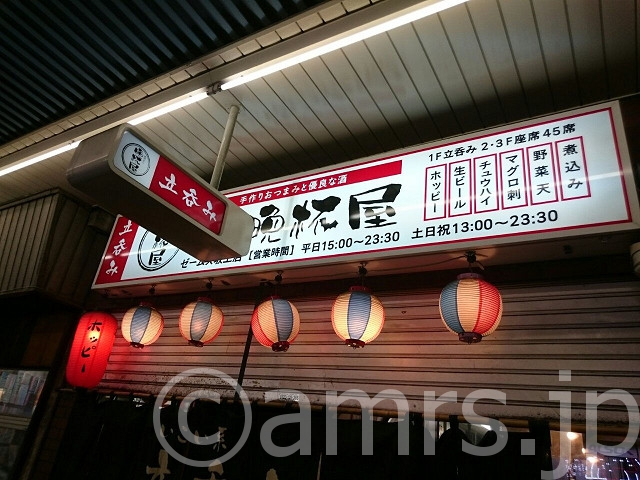 手作りおつまみと優良な酒
晩杯屋
1F立呑み 2・3F座席 45席
ホッピー
生ビール
チュウハイ
マグロ刺
野菜天
煮込み
[営業時間] 平日15:00〜23:30 土日祝13:00〜23:30
立呑み
晩杯屋
立呑み
ホッピー
©amrs.jp